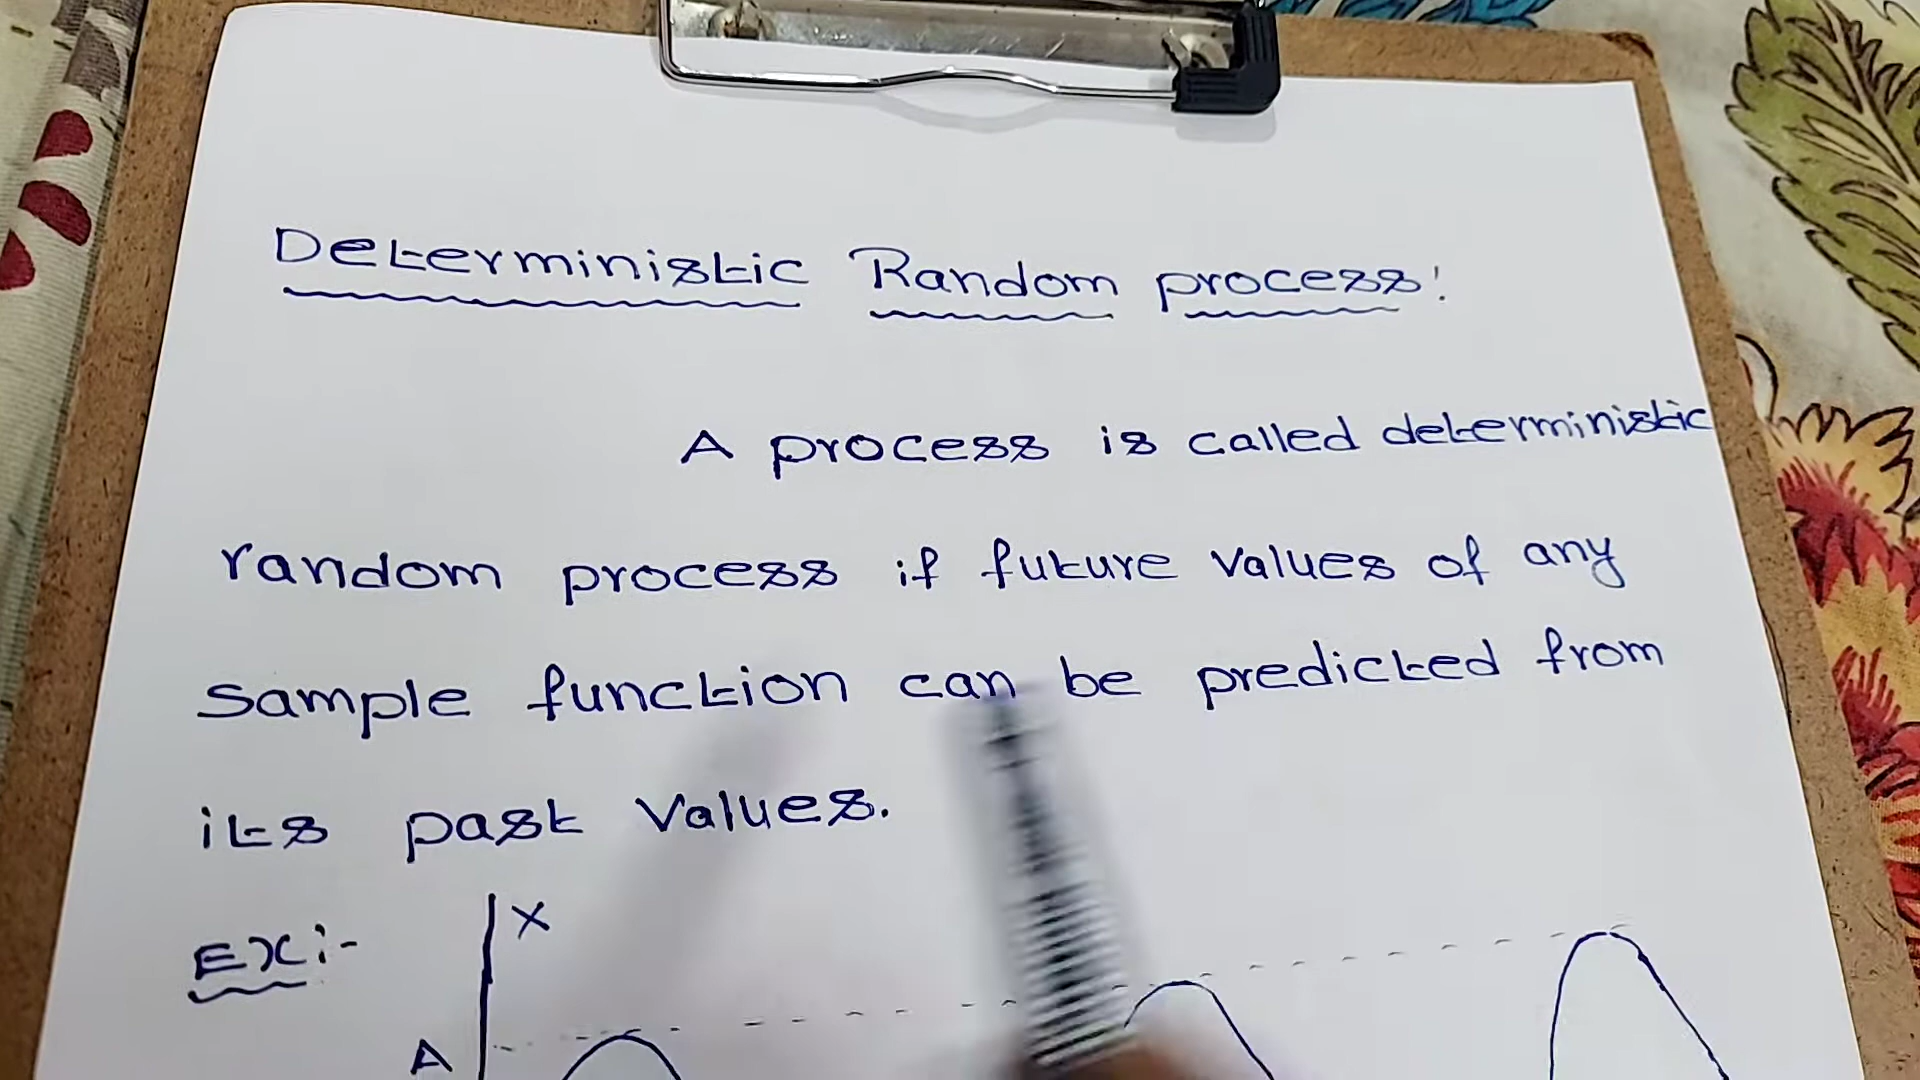 Deterministic Random process:
A process is called deterministic
random process if future values of any
sample function can be predicted from
its past values.
Ex:-
X
A